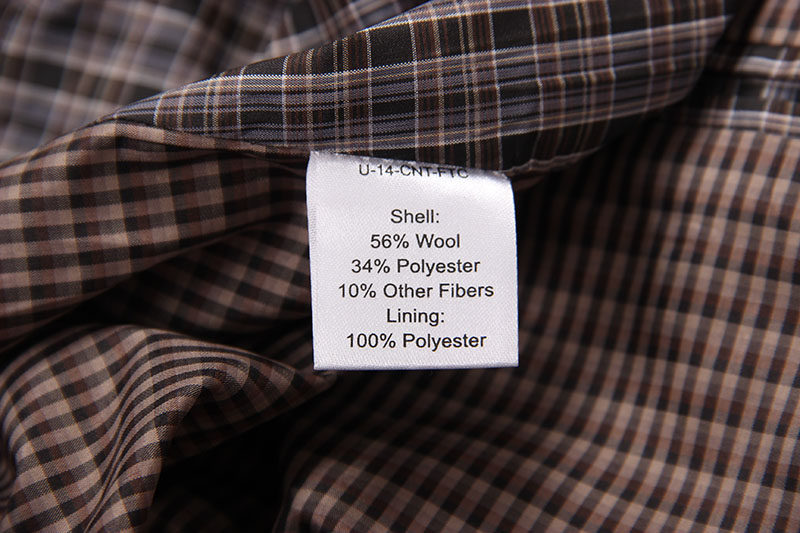 U-14-CNT-FTC
Shell:
56% Wool
34% Polyester
10% Other Fibers
Lining:
100% Polyester